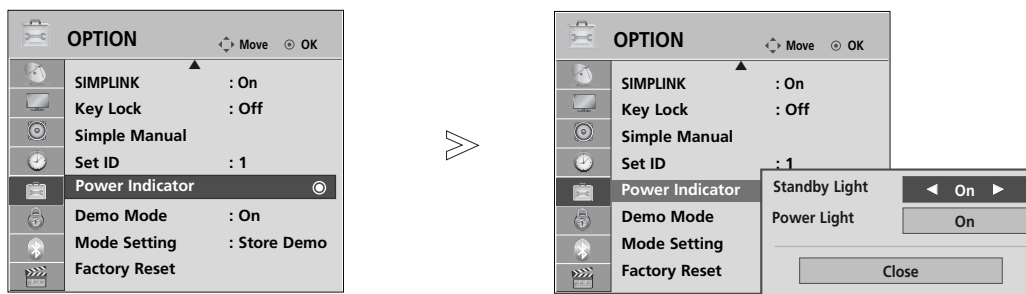 OPTION
Move OK
SIMPLINK : On
Key Lock : Off
Simple Manual
Set ID : 1
Power Indicator
Demo Mode : On
Mode Setting : Store Demo
Factory Reset
OPTION
Move OK
SIMPLINK : On
Key Lock : Off
Simple Manual
Set ID : 1
Power Indicator
Demo Mode
Mode Setting
Factory Reset
Standby Light ◀ On ▶
Power Light On
Close